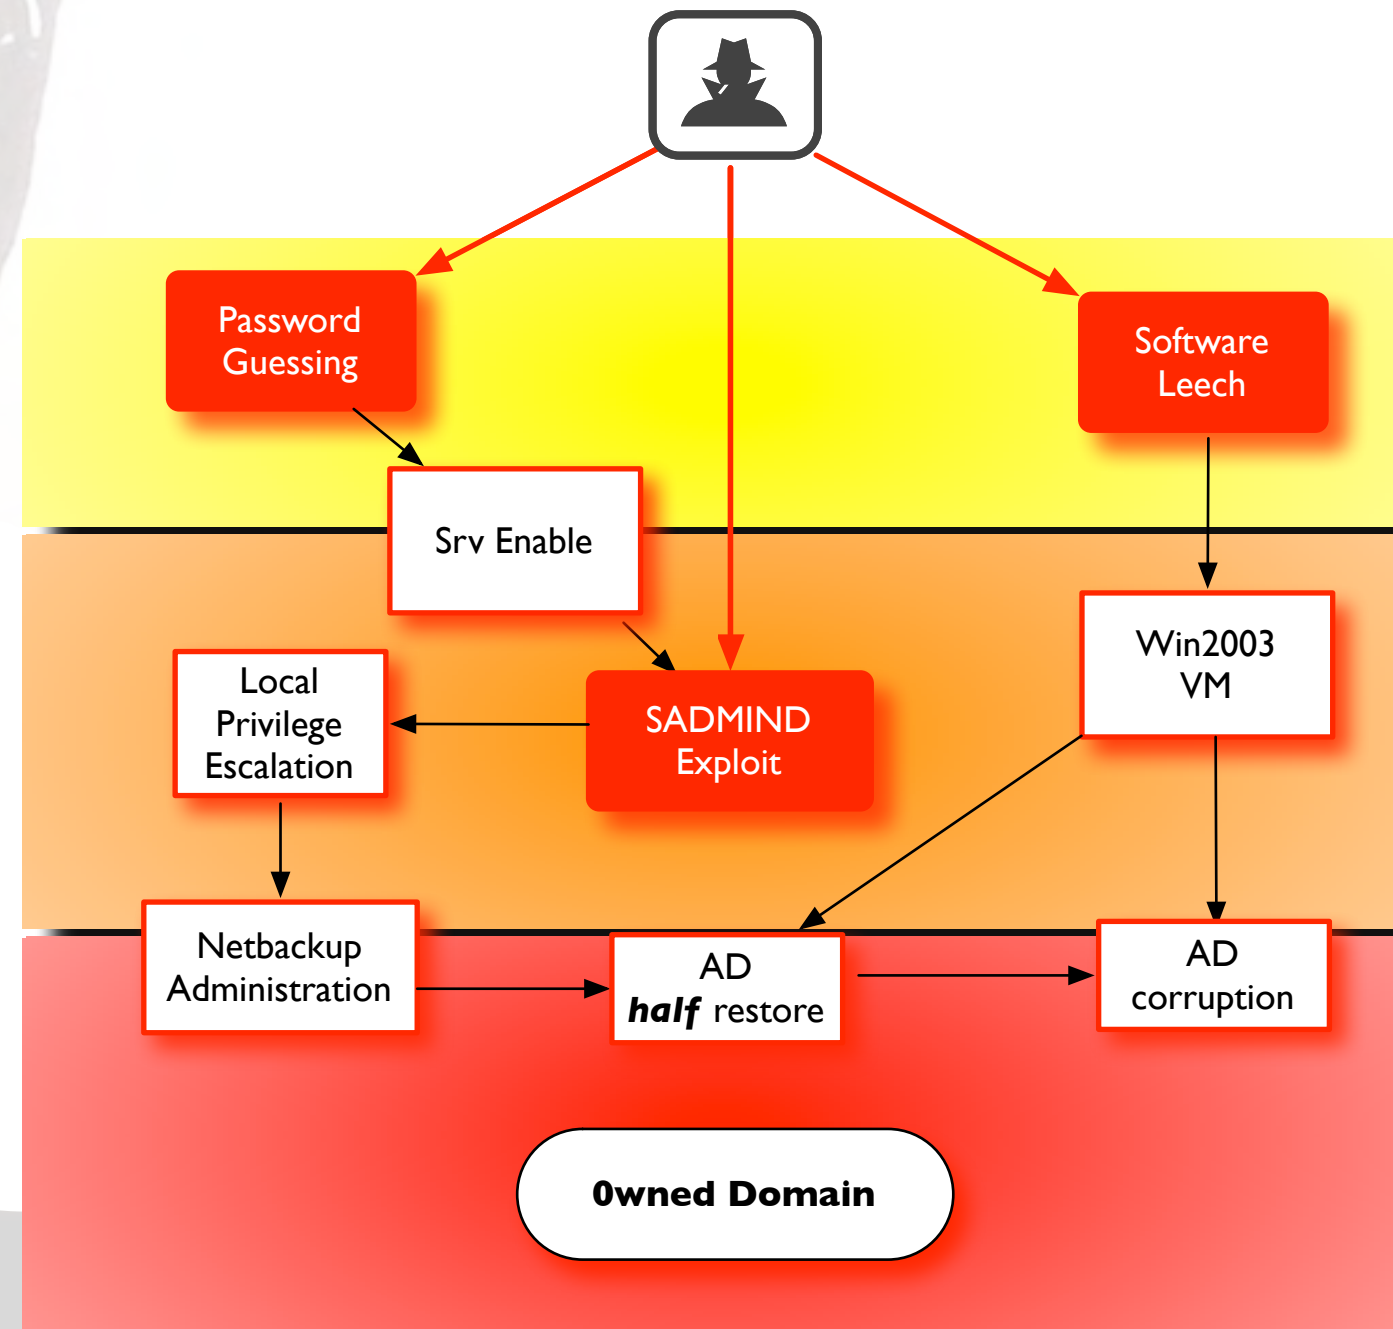 Password
Guessing
Software
Leech
Srv Enable
Win2003
VM
Local
Privilege
Escalation
SADMIND
Exploit
Netbackup
Administration
AD
half restore
AD
corruption
0wned Domain